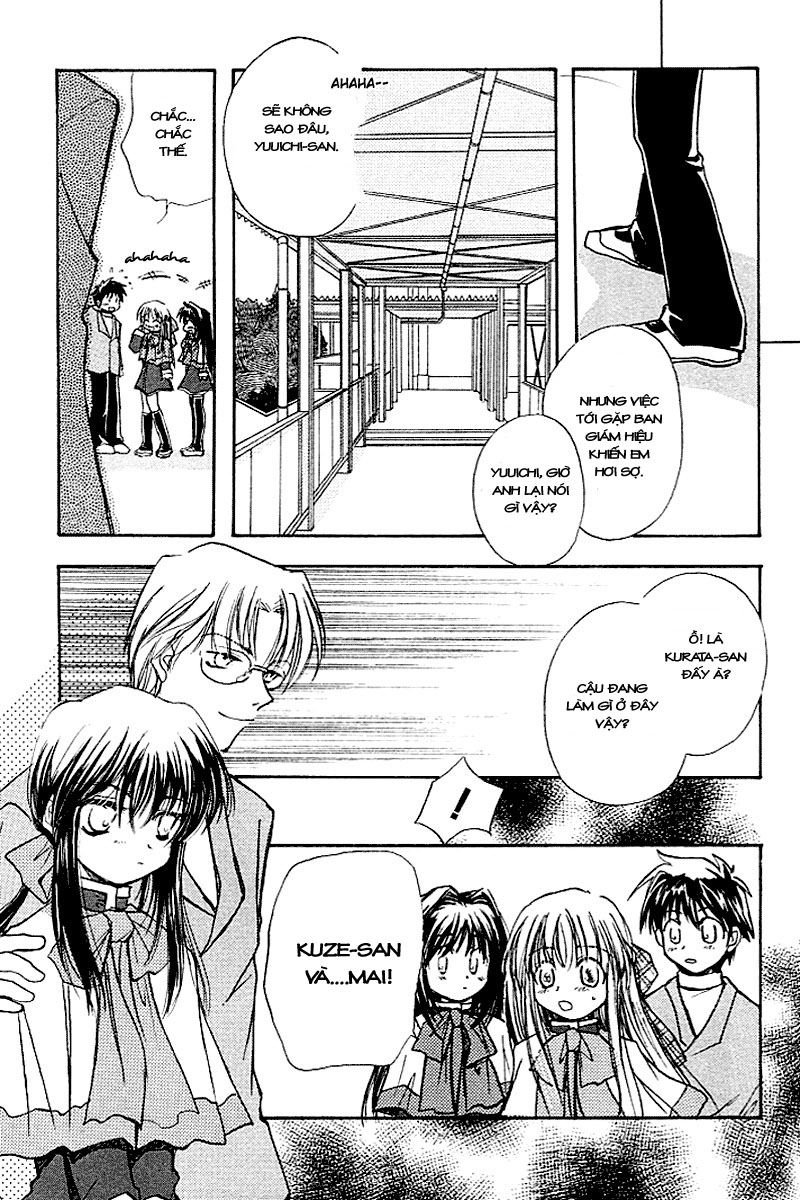 NHƯNG VIỆC
TỚI GẶP BAN
GIÁM HIỆU
KHIẾN EM
HƠI SỢ.
YUUICHI, GIỜ
ANH LẠI NÓI
GÌ VẬY?
AHAHA--
SẼ KHÔNG
SAO ĐÂU,
YUUICHI-SAN.
CHẮC...
CHẮC
THẾ.
ahahaha
Ồ! LÀ
KURATA-SAN
ĐẤY À?
CẬU ĐANG
LÀM GÌ Ở ĐÂY
VẬY?
!
KUZE-SAN
VÀ....MAI!